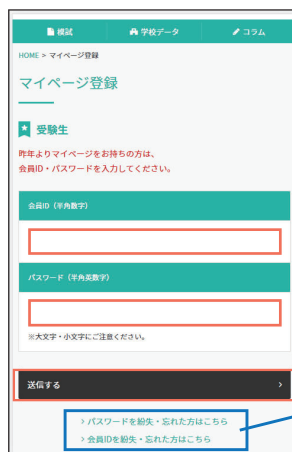 模試 学校データ コラム
HOME > マイページ登録
マイページ登録
受験生
昨年よりマイページをお持ちの方は、
会員ID・パスワードを入力してください。
会員ID（半角数字）
パスワード（半角英数字）
※大文字・小文字にご注意ください。
送信する >
> パスワードを紛失・忘れた方はこちら
> 会員IDを紛失・忘れた方はこちら